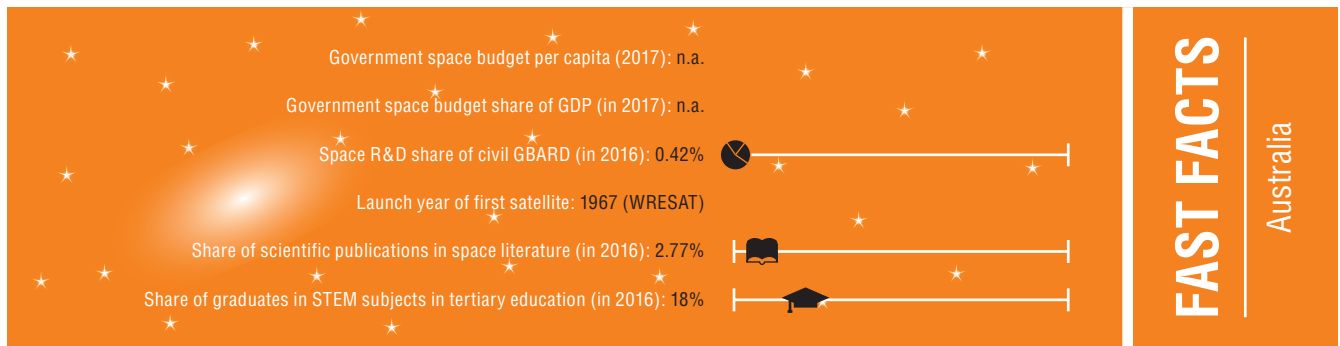 Government space budget per capita (2017): n.a.
Government space budget share of GDP (in 2017): n.a.
Space R&D share of civil GBARD (in 2016): 0.42%
Launch year of first satellite: 1967 (WRESAT)
Share of scientific publications in space literature (in 2016): 2.77%
Share of graduates in STEM subjects in tertiary education (in 2016): 18%
FAST FACTS
Australia